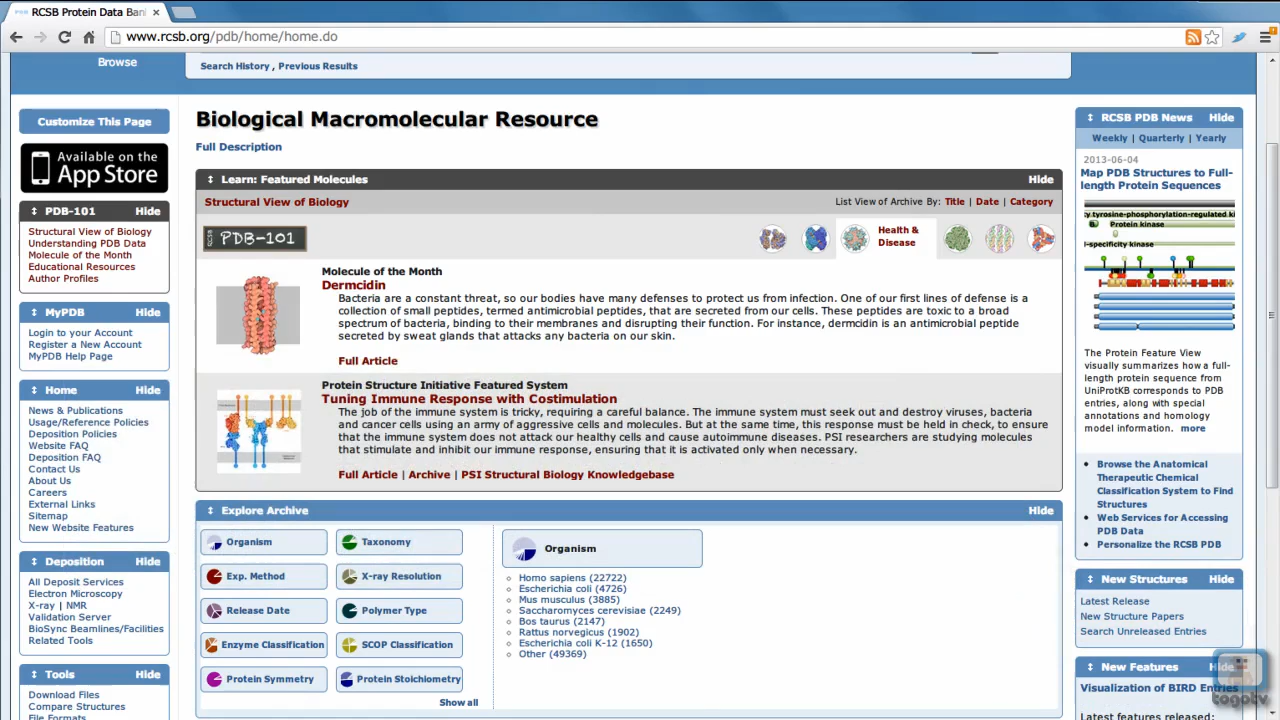 RCSB Protein Data Ban
www.rcsb.org/pdb/home/home.do
Browse
Search History , Previous Results
Customize This Page
Available on the
App Store
PDB-101 Hide
Structural View of Biology
Understanding PDB Data
Molecule of the Month
Educational Resources
Author Profiles
MyPDB Hide
Login to your Account
Register a New Account
MyPDB Help Page
Home Hide
News & Publications
Usage/Reference Policies
Deposition Policies
Website FAQ
Deposition FAQ
Contact Us
About Us
Careers
External Links
Sitemap
New Website Features
Deposition Hide
All Deposit Services
Electron Microscopy
X-ray | NMR
Validation Server
BioSync Beamlines/Facilities
Related Tools
Tools Hide
Download Files
Compare Structures
File Formats
Biological Macromolecular Resource
Full Description
Learn: Featured Molecules Hide
Structural View of Biology List View of Archive By: Title | Date | Category
RCSB PDB-101
Health &
Disease
Molecule of the Month
Dermcidin
Bacteria are a constant threat, so our bodies have many defenses to protect us from infection. One of our first lines of defense is a
collection of small peptides, termed antimicrobial peptides, that are secreted from our cells. These peptides are toxic to a broad
spectrum of bacteria, binding to their membranes and disrupting their function. For instance, dermcidin is an antimicrobial peptide
secreted by sweat glands that attacks any bacteria on our skin.
Full Article
Protein Structure Initiative Featured System
Tuning Immune Response with Costimulation
The job of the immune system is tricky, requiring a careful balance. The immune system must seek out and destroy viruses, bacteria
and cancer cells using an army of aggressive cells and molecules. But at the same time, this response must be held in check, to ensure
that the immune system does not attack our healthy cells and cause autoimmune diseases. PSI researchers are studying molecules
that stimulate and inhibit our immune response, ensuring that it is activated only when necessary.
Full Article | Archive | PSI Structural Biology Knowledgebase
Explore Archive Hide
Organism Taxonomy
Exp. Method X-ray Resolution
Release Date Polymer Type
Enzyme Classification SCOP Classification
Protein Symmetry Protein Stoichiometry
Show all
Organism
Homo sapiens (22722)
Escherichia coli (4726)
Mus musculus (3885)
Saccharomyces cerevisiae (2249)
Bos taurus (2147)
Rattus norvegicus (1902)
Escherichia coli K-12 (1650)
Other (49369)
RCSB PDB News Hide
Weekly | Quarterly | Yearly
2013-06-04
Map PDB Structures to Full-
length Protein Sequences
y tyrosine-phosphorylation-regulated ki
Protein kinase
l-specificity kinase
The Protein Feature View
visually summarizes how a full-
length protein sequence from
UniProtKB corresponds to PDB
entries, along with special
annotations and homology
model information. more
Browse the Anatomical
Therapeutic Chemical
Classification System to Find
Structures
Web Services for Accessing
PDB Data
Personalize the RCSB PDB
New Structures Hide
Latest Release
New Structure Papers
Search Unreleased Entries
New Features Hide
Visualization of BIRD Entries
Latest features released:
togotv